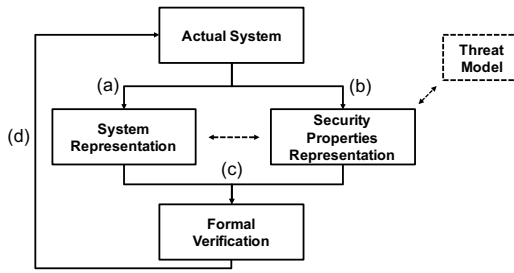 Actual System
Threat
Model
(a)
(b)
(d)
System
Representation
Security
Properties
Representation
(c)
Formal
Verification